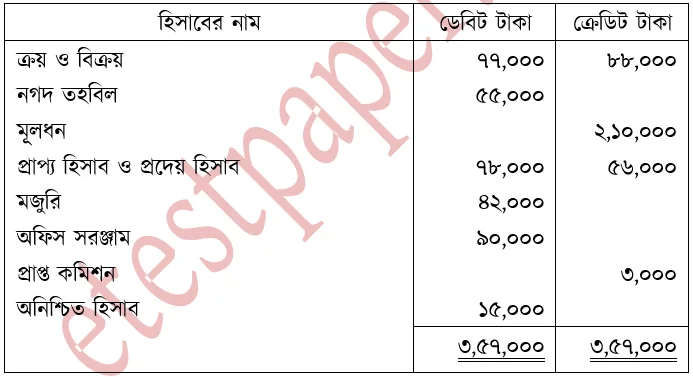 হিসাবের নাম ডেবিট টাকা ক্রেডিট টাকা
ক্রয় ও বিক্রয় ৭৭,০০০ ৮৮,০০০
নগদ তহবিল ৫৫,০০০
মূলধন ২,১০,০০০
প্রাপ্য হিসাব ও প্রদেয় হিসাব ৭৮,০০০ ৫৬,০০০
মজুরি ৪২,০০০
অফিস সরঞ্জাম ৯০,০০০
প্রাপ্ত কমিশন ৩,০০০
অনিশ্চিত হিসাব ১৫,০০০
৩,৫৭,০০০ ৩,৫৭,০০০
etestpaper